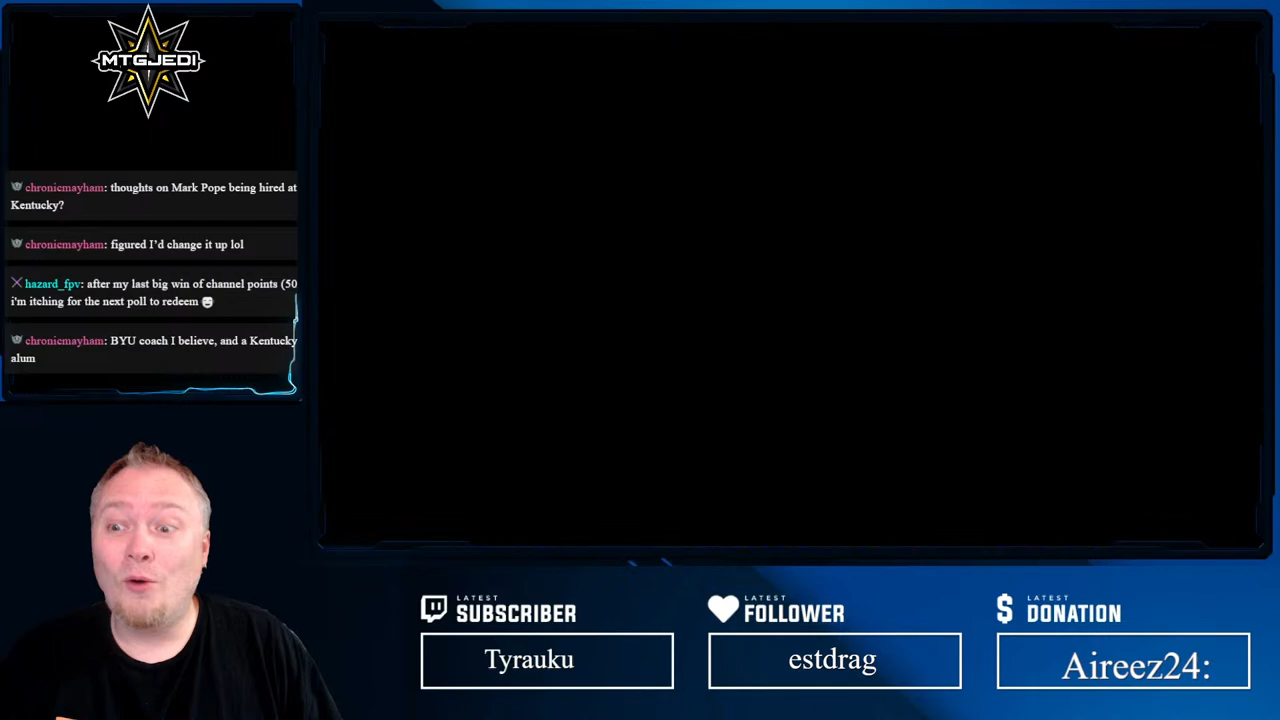 MTGJEDI
chronicmayham: thoughts on Mark Pope being hired at
Kentucky?
chronicmayham: figured I'd change it up lol
hazard_fpv: after my last big win of channel points (50
i'm itching for the next poll to redeem
chronicmayham: BYU coach I believe, and a Kentucky
alum
LATEST
SUBSCRIBER
Tyrauku
LATEST
FOLLOWER
estdrag
LATEST
DONATION
Aireez24: